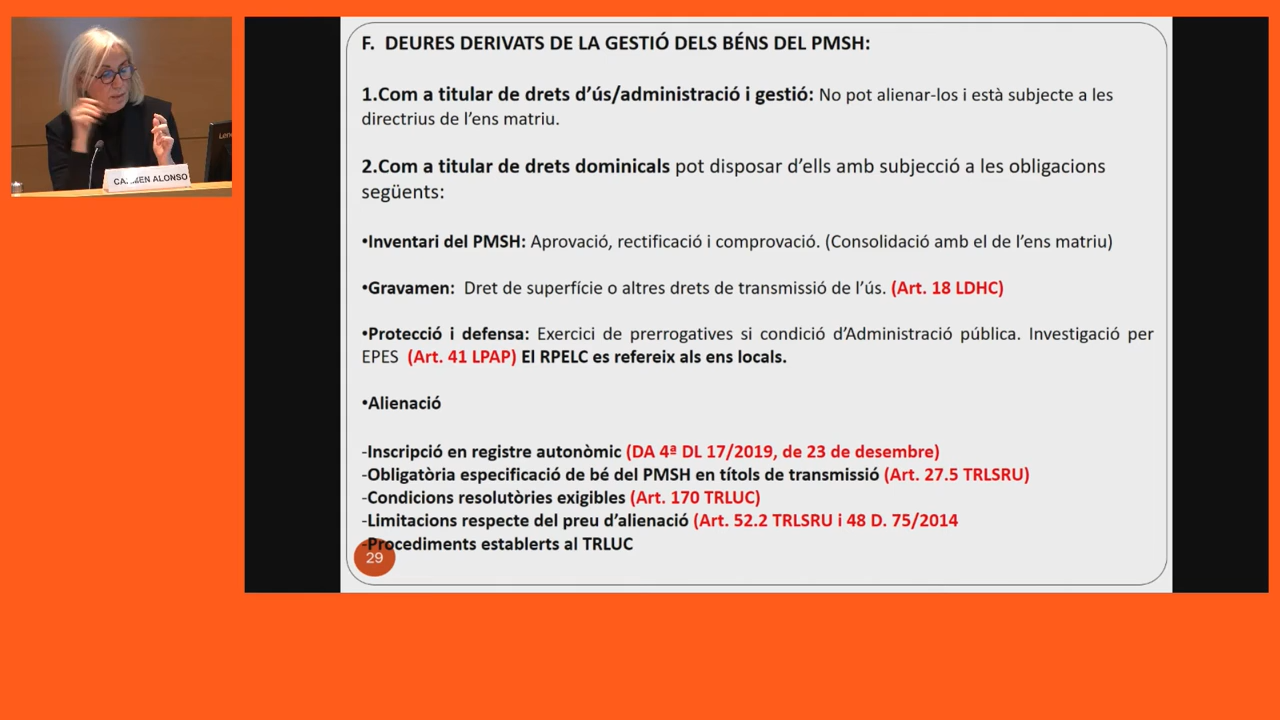 F. DEURES DERIVATS DE LA GESTIÓ DELS BÉNS DEL PMSH:
1.Com a titular de drets d'ús/administració i gestió: No pot alienar-los i està subjecte a les
directrius de l'ens matriu.
2.Com a titular de drets dominicals pot disposar d'ells amb subjecció a les obligacions
següents:
•Inventari del PMSH: Aprovació, rectificació i comprovació. (Consolidació amb el de l'ens matriu)
•Gravamen: Dret de superfície o altres drets de transmissió de l'ús. (Art. 18 LDHC)
•Protecció i defensa: Exercici de prerrogatives si condició d'Administració pública. Investigació per
EPES (Art. 41 LPAP) El RPELC es refereix als ens locals.
•Alienació
-Inscripció en registre autonòmic (DA 4ª DL 17/2019, de 23 de desembre)
-Obligatòria especificació de bé del PMSH en títols de transmissió (Art. 27.5 TRLSRU)
-Condicions resolutòries exigibles (Art. 170 TRLUC)
-Limitacions respecte del preu d'alienació (Art. 52.2 TRLSRU i 48 D. 75/2014
-Procediments establerts al TRLUC
29
CARMEN ALONSO
Leno